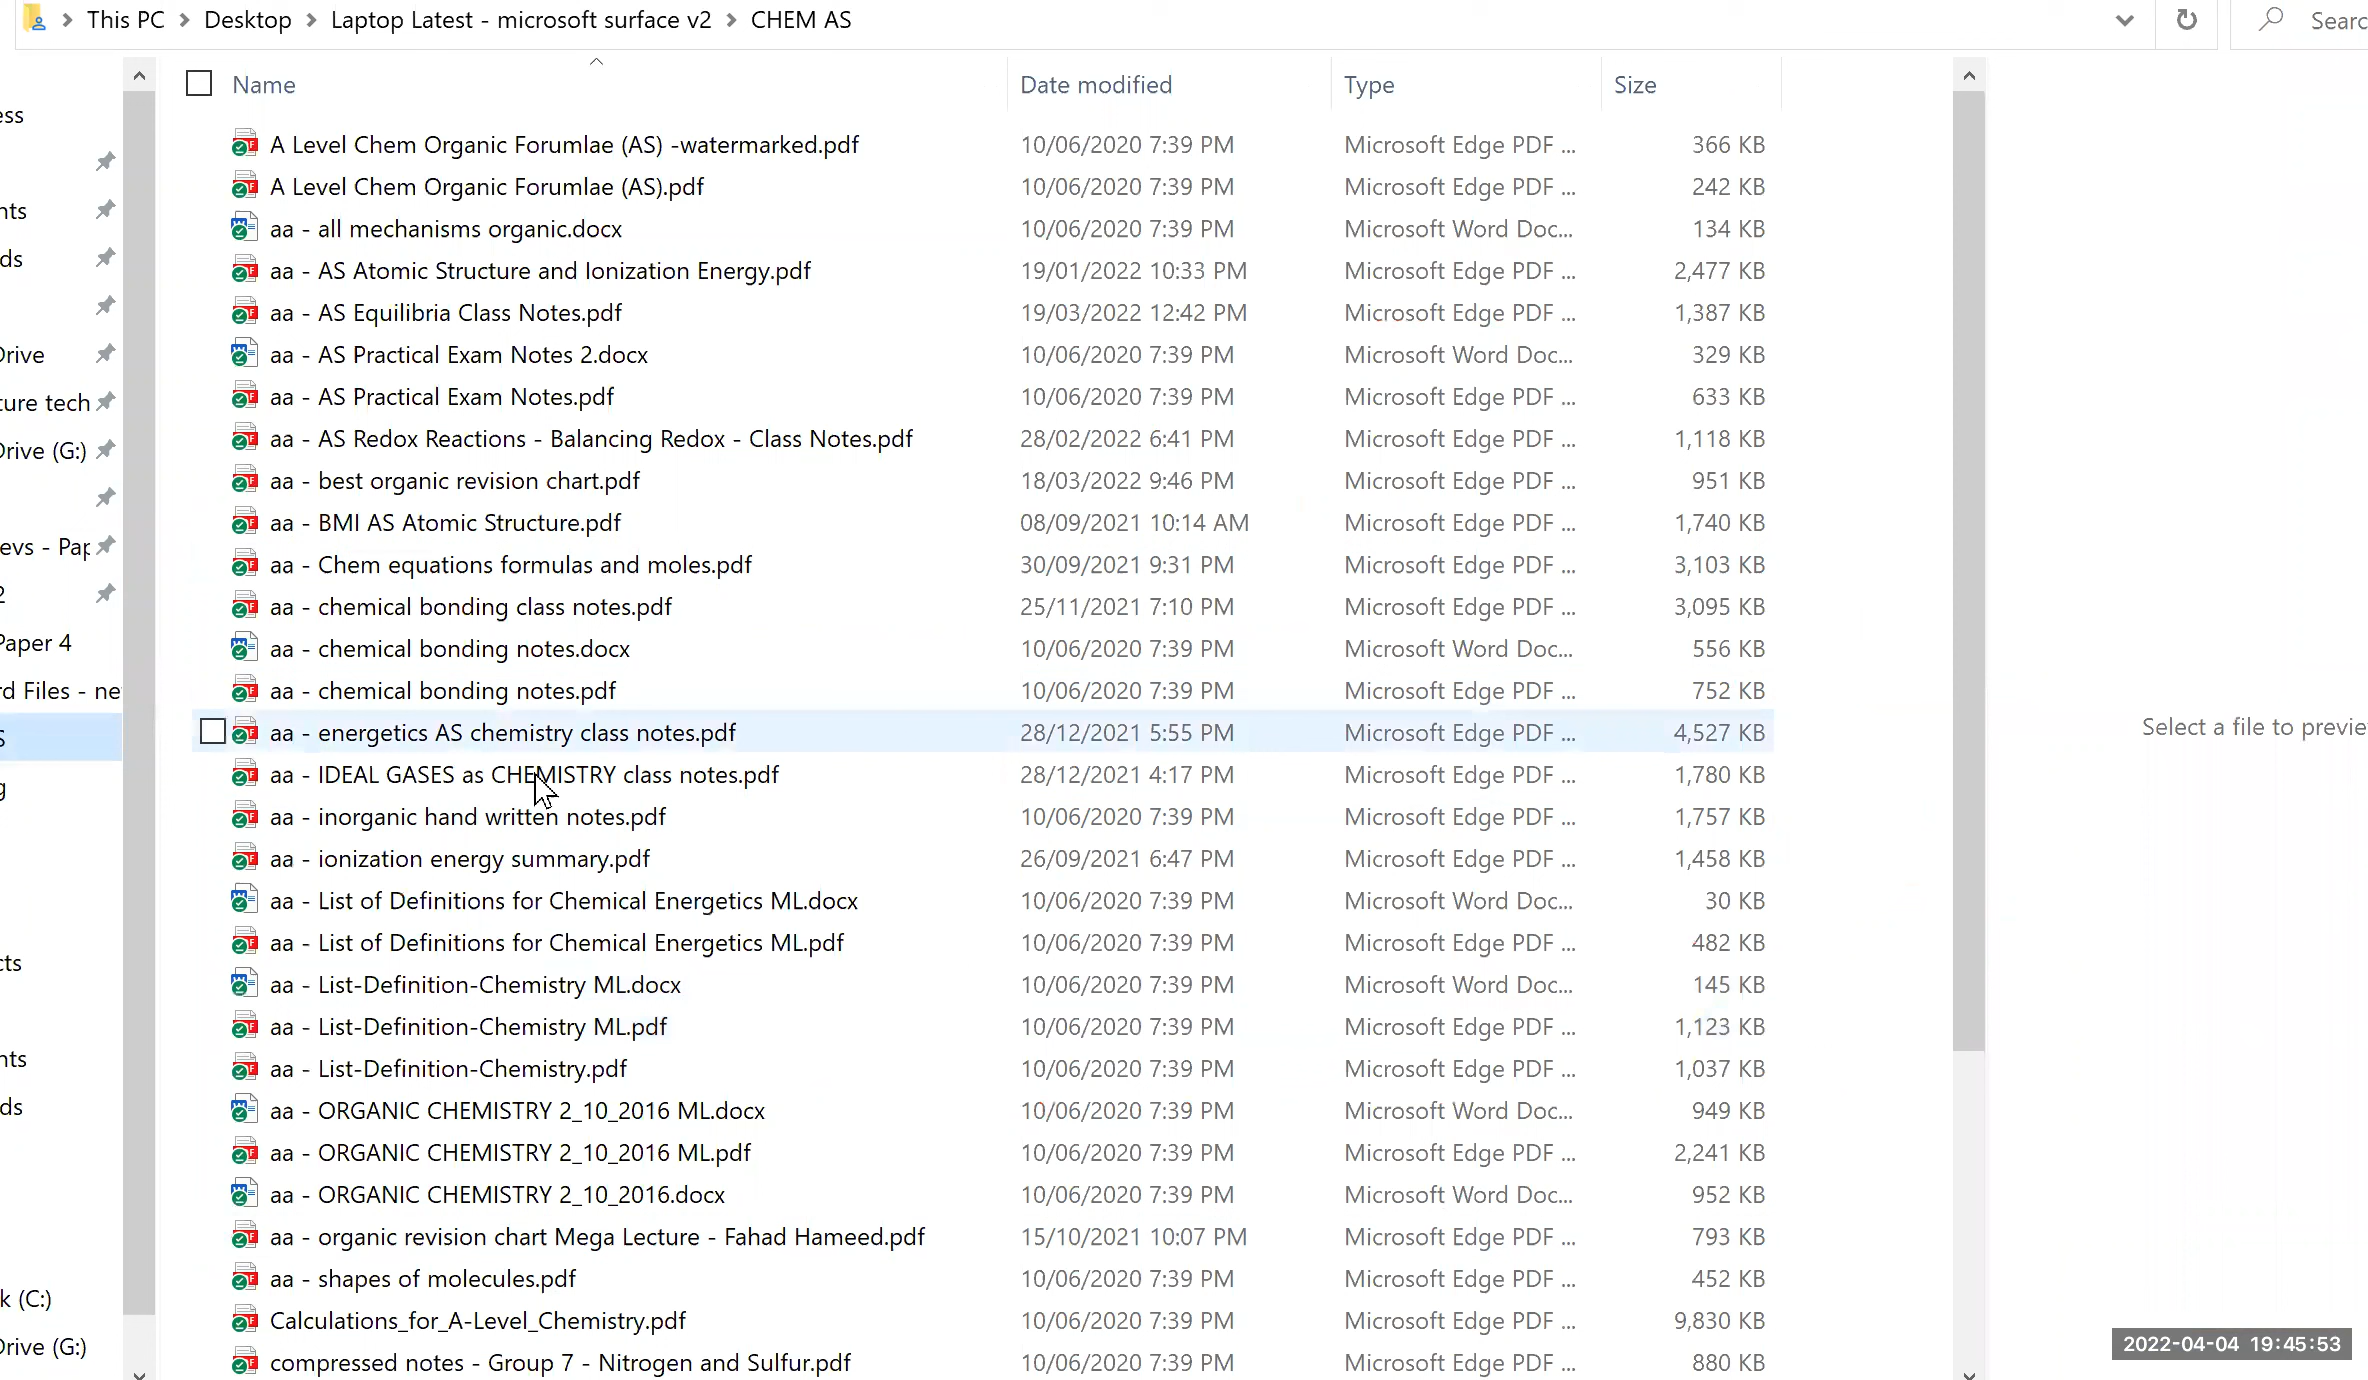 This PC > Desktop > Laptop Latest - microsoft surface v2 > CHEM AS
Searc
Name Date modified Type Size
A Level Chem Organic Forumlae (AS) -watermarked.pdf 10/06/2020 7:39 PM Microsoft Edge PDF ... 366 KB
A Level Chem Organic Forumlae (AS).pdf 10/06/2020 7:39 PM Microsoft Edge PDF ... 242 KB
aa - all mechanisms organic.docx 10/06/2020 7:39 PM Microsoft Word Doc... 134 KB
aa - AS Atomic Structure and Ionization Energy.pdf 19/01/2022 10:33 PM Microsoft Edge PDF ... 2,477 KB
aa - AS Equilibria Class Notes.pdf 19/03/2022 12:42 PM Microsoft Edge PDF ... 1,387 KB
aa - AS Practical Exam Notes 2.docx 10/06/2020 7:39 PM Microsoft Word Doc... 329 KB
aa - AS Practical Exam Notes.pdf 10/06/2020 7:39 PM Microsoft Edge PDF ... 633 KB
aa - AS Redox Reactions - Balancing Redox - Class Notes.pdf 28/02/2022 6:41 PM Microsoft Edge PDF ... 1,118 KB
aa - best organic revision chart.pdf 18/03/2022 9:46 PM Microsoft Edge PDF ... 951 KB
aa - BMI AS Atomic Structure.pdf 08/09/2021 10:14 AM Microsoft Edge PDF ... 1,740 KB
aa - Chem equations formulas and moles.pdf 30/09/2021 9:31 PM Microsoft Edge PDF ... 3,103 KB
aa - chemical bonding class notes.pdf 25/11/2021 7:10 PM Microsoft Edge PDF ... 3,095 KB
aa - chemical bonding notes.docx 10/06/2020 7:39 PM Microsoft Word Doc... 556 KB
aa - chemical bonding notes.pdf 10/06/2020 7:39 PM Microsoft Edge PDF ... 752 KB
aa - energetics AS chemistry class notes.pdf 28/12/2021 5:55 PM Microsoft Edge PDF ... 4,527 KB
aa - IDEAL GASES as CHEMISTRY class notes.pdf 28/12/2021 4:17 PM Microsoft Edge PDF ... 1,780 KB
aa - inorganic hand written notes.pdf 10/06/2020 7:39 PM Microsoft Edge PDF ... 1,757 KB
aa - ionization energy summary.pdf 26/09/2021 6:47 PM Microsoft Edge PDF ... 1,458 KB
aa - List of Definitions for Chemical Energetics ML.docx 10/06/2020 7:39 PM Microsoft Word Doc... 30 KB
aa - List of Definitions for Chemical Energetics ML.pdf 10/06/2020 7:39 PM Microsoft Edge PDF ... 482 KB
aa - List-Definition-Chemistry ML.docx 10/06/2020 7:39 PM Microsoft Word Doc... 145 KB
aa - List-Definition-Chemistry ML.pdf 10/06/2020 7:39 PM Microsoft Edge PDF ... 1,123 KB
aa - List-Definition-Chemistry.pdf 10/06/2020 7:39 PM Microsoft Edge PDF ... 1,037 KB
aa - ORGANIC CHEMISTRY 2_10_2016 ML.docx 10/06/2020 7:39 PM Microsoft Word Doc... 949 KB
aa - ORGANIC CHEMISTRY 2_10_2016 ML.pdf 10/06/2020 7:39 PM Microsoft Edge PDF ... 2,241 KB
aa - ORGANIC CHEMISTRY 2_10_2016.docx 10/06/2020 7:39 PM Microsoft Word Doc... 952 KB
aa - organic revision chart Mega Lecture - Fahad Hameed.pdf 15/10/2021 10:07 PM Microsoft Edge PDF ... 793 KB
aa - shapes of molecules.pdf 10/06/2020 7:39 PM Microsoft Edge PDF ... 452 KB
Calculations_for_A-Level_Chemistry.pdf 10/06/2020 7:39 PM Microsoft Edge PDF ... 9,830 KB
compressed notes - Group 7 - Nitrogen and Sulfur.pdf 10/06/2020 7:39 PM Microsoft Edge PDF ... 880 KB
ess
nts
ds
Drive
ture tech
Drive (G:)
evs - Pap
2
Paper 4
rd Files - ne
S
g
cts
nts
ds
k (C:)
Drive (G:)
Select a file to previe
2022-04-04 19:45:53